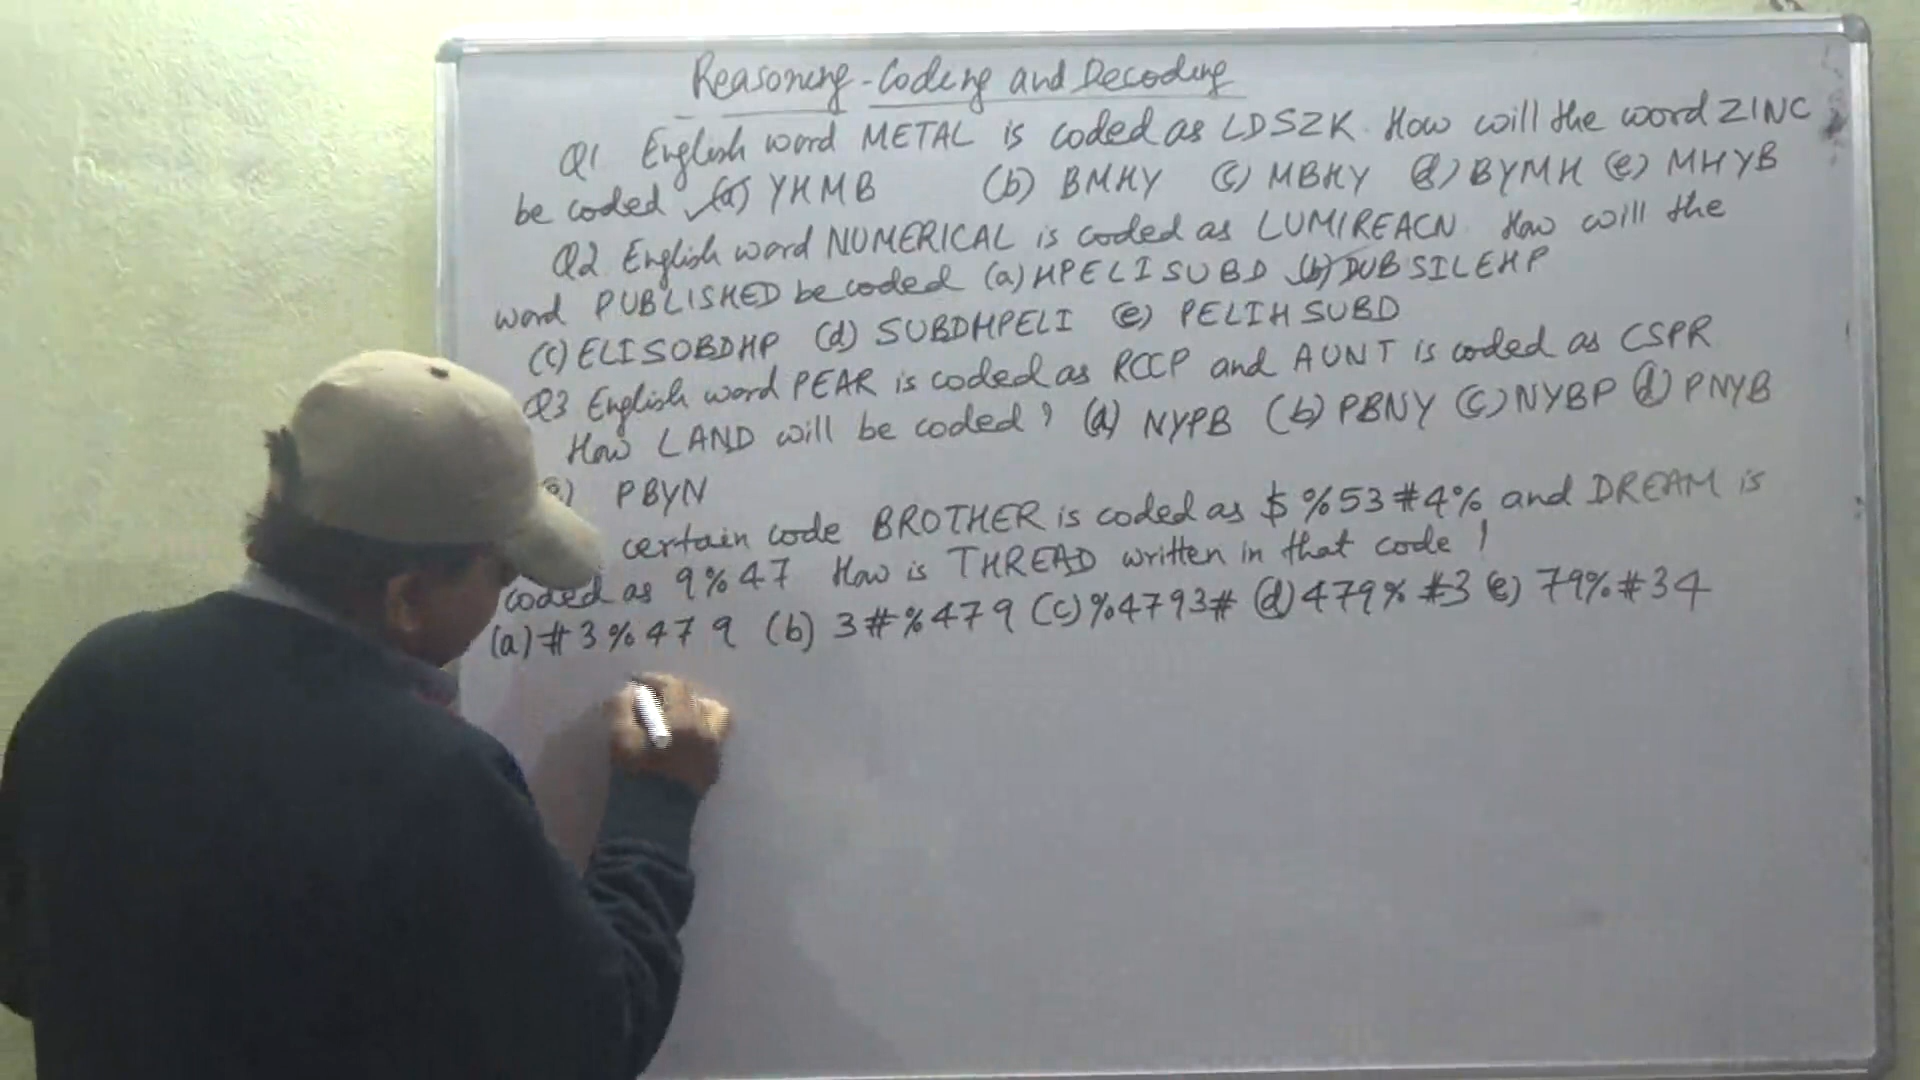 Reasoning - Coding and Decoding
Q1 English word METAL is coded as LDSZK. How will the word ZINC
be coded (a) YHMB (b) BMHY (c) MBHY (d) BYMH (e) MHYB
Q2 English word NUMERICAL is coded as LUMIREACN. How will the
word PUBLISHED be coded (a) HPELISUBD (b) DUBSILEHP
(c) ELISOBDHP (d) SUBDHPELI (e) PELIHSUBD
Q3 English word PEAR is coded as RCCP and AUNT is coded as CSPR
How LAND will be coded? (a) NYPB (b) PBNY (c) NYBP (d) PNYB
PBYN
certain code BROTHER is coded as $%53#4% and DREAM is
coded as 9%47 How is THREAD written in that code?
(a) #3%479 (b) 3#%479 (c) %4793# (d) 479%#3 (e) 79%#34